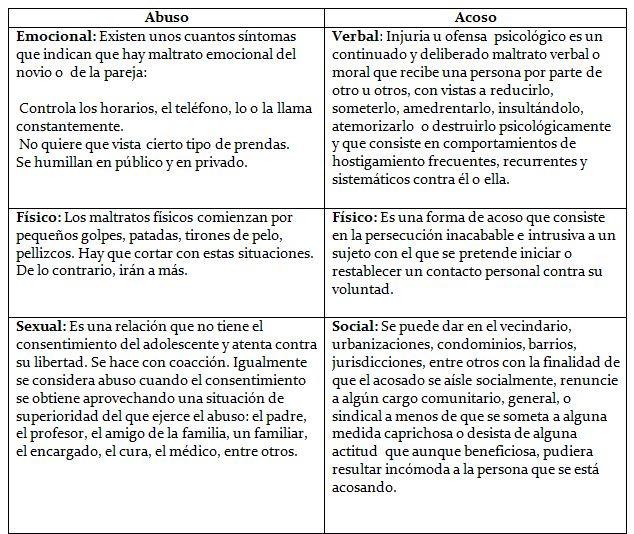 Abuso
Acoso
Emocional: Existen unos cuantos síntomas
que indican que hay maltrato emocional del
novio o  de la pareja:
Controla los horarios, el teléfono, lo o la llama
constantemente.
No quiere que vista cierto tipo de prendas.
Se humillan en público y en privado.
Verbal: Injuria u ofensa  psicológico es un
continuado y deliberado maltrato verbal o
moral que recibe una persona por parte de
otro u otros, con vistas a reducirlo,
someterlo, amedrentarlo, insultándolo,
atemorizarlo  o destruirlo psicológicamente
y que consiste en comportamientos de
hostigamiento frecuentes, recurrentes y
sistemáticos contra él o ella.
Físico: Los maltratos físicos comienzan por
pequeños golpes, patadas, tirones de pelo,
pellizcos. Hay que cortar con estas situaciones.
De lo contrario, irán a más.
Físico: Es una forma de acoso que consiste
en la persecución inacabable e intrusiva a un
sujeto con el que se pretende iniciar o
restablecer un contacto personal contra su
voluntad.
Sexual: Es una relación que no tiene el
consentimiento del adolescente y atenta contra
su libertad. Se hace con coacción. Igualmente
se considera abuso cuando el consentimiento
se obtiene aprovechando una situación de
superioridad del que ejerce el abuso: el padre,
el profesor, el amigo de la familia, un familiar,
el encargado, el cura, el médico, entre otros.
Social: Se puede dar en el vecindario,
urbanizaciones, condominios, barrios,
jurisdicciones, entre otros con la finalidad de
que el acosado se aísle socialmente, renuncie
a algún cargo comunitario, general, o
sindical a menos de que se someta a alguna
medida caprichosa o desista de alguna
actitud  que aunque beneficiosa, pudiera
resultar incómoda a la persona que se está
acosando.